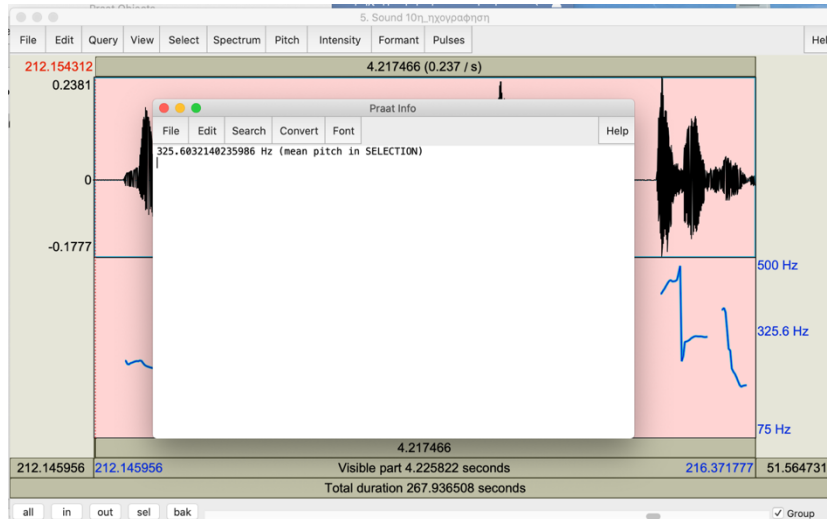 Praat Objects
5. Sound 10η_ηχογραφηση
File Edit Query View Select Spectrum Pitch Intensity Formant Pulses Hel
212.154312 4.217466 (0.237 / s)
0.2381
0
-0.1777
Praat Info
File Edit Search Convert Font Help
325.6032140235986 Hz (mean pitch in SELECTION)
500 Hz
325.6 Hz
75 Hz
4.217466
212.145956 212.145956 Visible part 4.225822 seconds 216.371777 51.564731
Total duration 267.936508 seconds
all in out sel bak Group